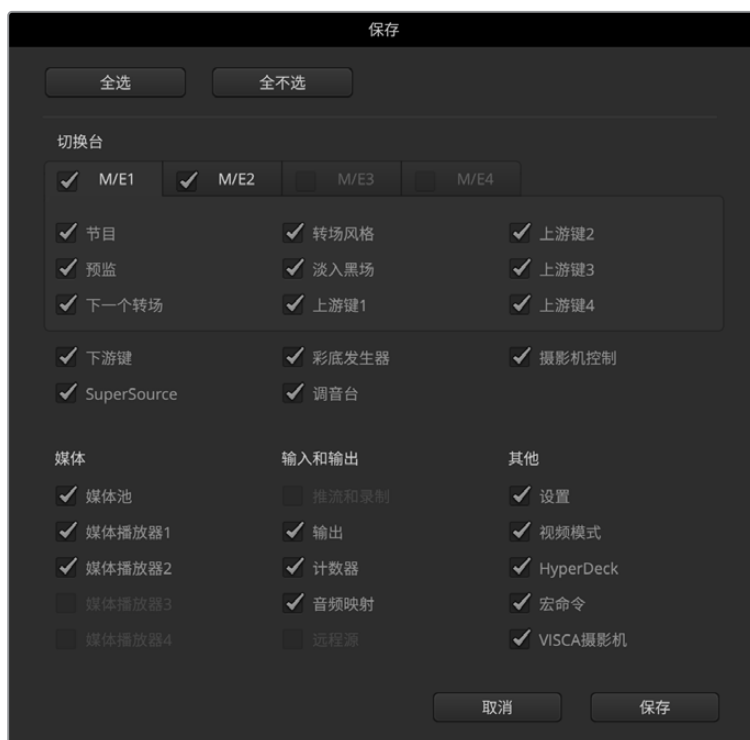 保存
全选 全不选
切换台
M/E1 M/E2 M/E3 M/E4
节目 转场风格 上游键2
预监 淡入黑场 上游键3
下一个转场 上游键1 上游键4
下游键 彩底发生器 摄影机控制
SuperSource 调音台
媒体 输入和输出 其他
媒体池 推流和录制 设置
媒体播放器1 输出 视频模式
媒体播放器2 计数器 HyperDeck
媒体播放器3 音频映射 宏命令
媒体播放器4 远程源 VISCA摄影机
取消 保存